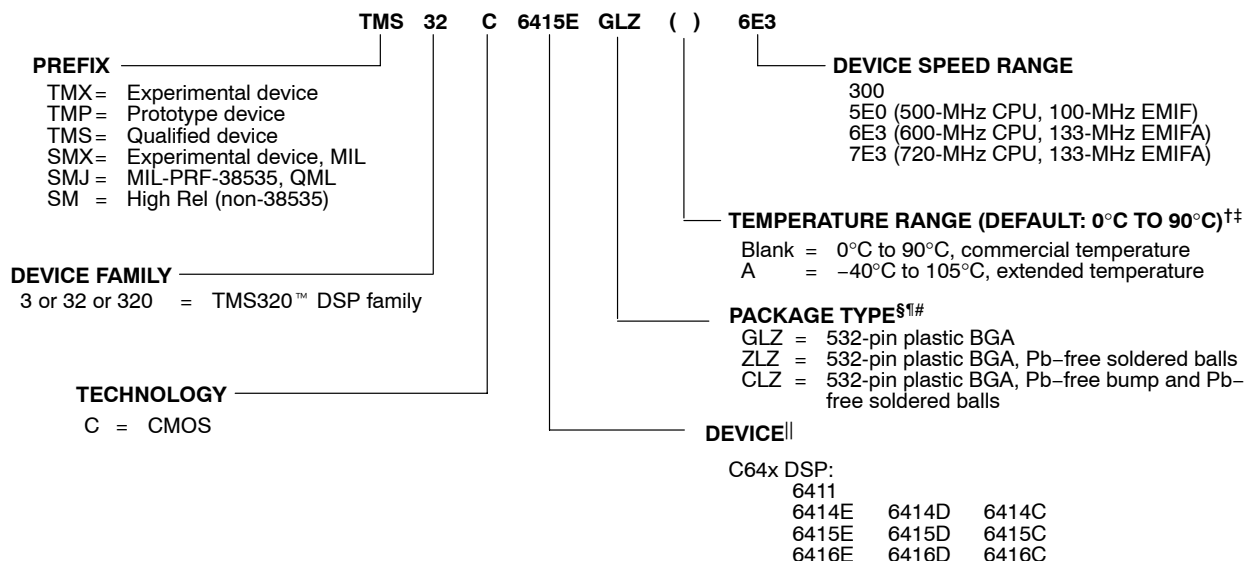 TMS 32 C 6415E GLZ ( ) 6E3
PREFIX
TMX= Experimental device
TMP= Prototype device
TMS= Qualified device
SMX= Experimental device, MIL
SMJ = MIL-PRF-38535, QML
SM = High Rel (non-38535)
DEVICE SPEED RANGE
300
5E0 (500-MHz CPU, 100-MHz EMIF)
6E3 (600-MHz CPU, 133-MHz EMIFA)
7E3 (720-MHz CPU, 133-MHz EMIFA)
TEMPERATURE RANGE (DEFAULT: 0°C TO 90°C)†‡
Blank = 0°C to 90°C, commercial temperature
A = −40°C to 105°C, extended temperature
DEVICE FAMILY
3 or 32 or 320 = TMS320™ DSP family
PACKAGE TYPE§¶#
GLZ = 532-pin plastic BGA
ZLZ = 532-pin plastic BGA, Pb−free soldered balls
CLZ = 532-pin plastic BGA, Pb−free bump and Pb−
free soldered balls
TECHNOLOGY
C = CMOS
DEVICE||
C64x DSP:
6411
6414E 6414D 6414C
6415E 6415D 6415C
6416E 6416D 6416C